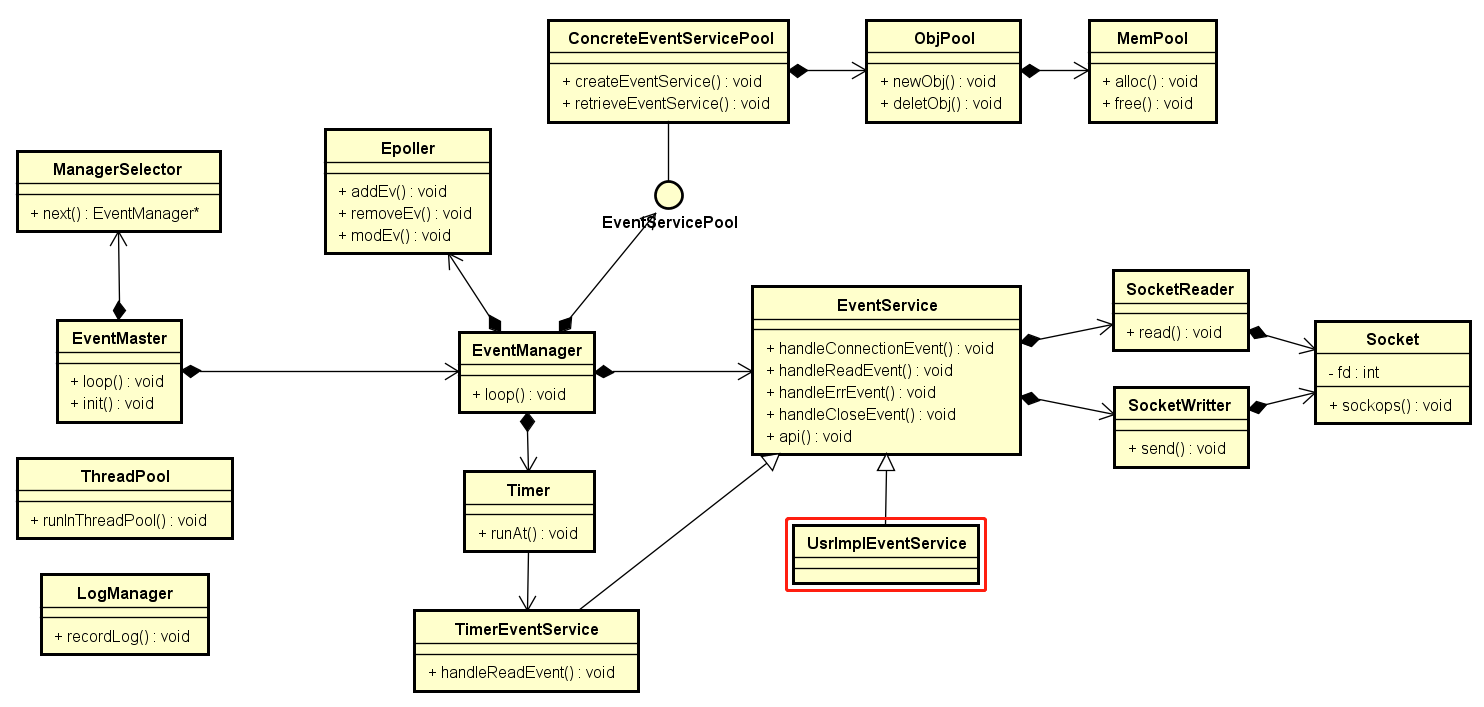 ConcreteEventServicePool
+ createEventService() : void
+ retrieveEventService() : void
ObjPool
+ newObj() : void
+ deletObj() : void
MemPool
+ alloc() : void
+ free() : void
ManagerSelector
+ next() : EventManager*
Epoller
+ addEv() : void
+ removeEv() : void
+ modEv() : void
EventServicePool
EventMaster
+ loop() : void
+ init() : void
EventManager
+ loop() : void
EventService
+ handleConnectionEvent() : void
+ handleReadEvent() : void
+ handleErrEvent() : void
+ handleCloseEvent() : void
+ api() : void
SocketReader
+ read() : void
Socket
- fd : int
+ sockops() : void
SocketWritter
+ send() : void
ThreadPool
+ runInThreadPool() : void
Timer
+ runAt() : void
UsrImplEventService
LogManager
+ recordLog() : void
TimerEventService
+ handleReadEvent() : void